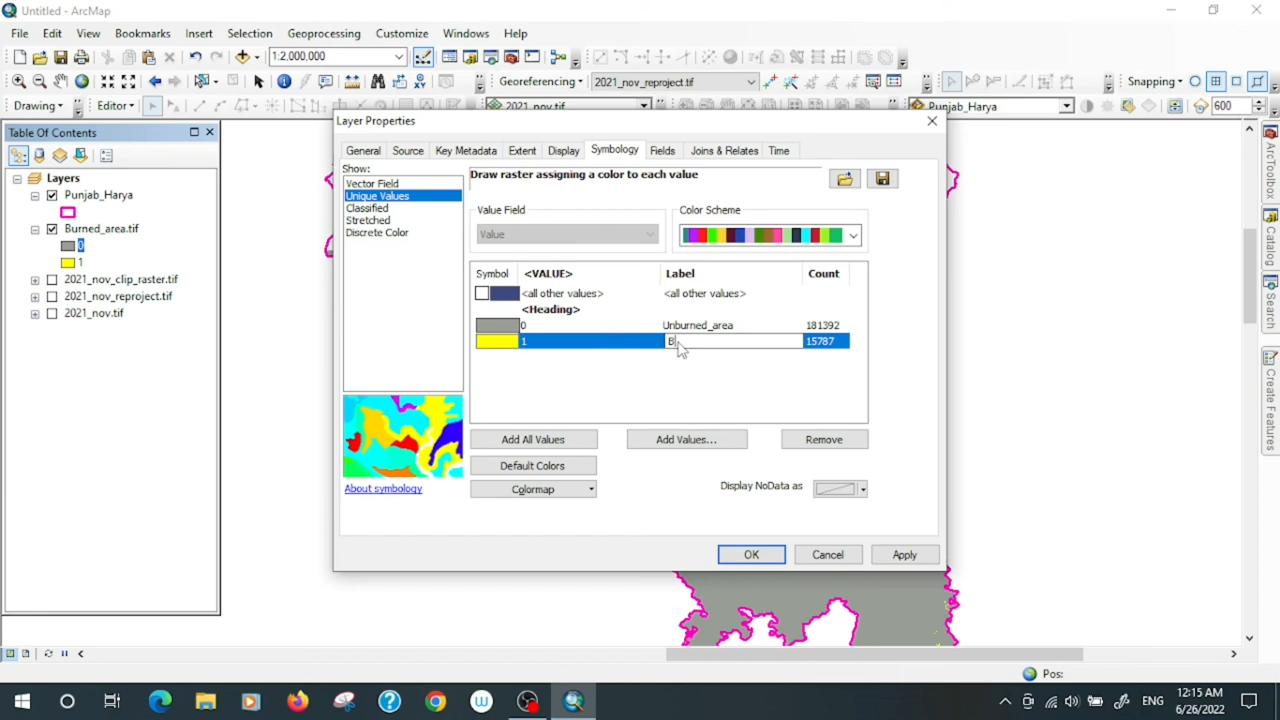 Untitled - ArcMap
File Edit View Bookmarks Insert Selection Geoprocessing Customize Windows Help
1:2,000,000
Georeferencing 2021_nov_reproject.tif Snapping
Drawing Editor 2021_nov.tif Punjab_Harya 600
Table Of Contents
Layers
Punjab_Harya
Burned_area.tif
0
1
2021_nov_clip_raster.tif
2021_nov_reproject.tif
2021_nov.tif
Layer Properties
General Source Key Metadata Extent Display Symbology Fields Joins & Relates Time
Show:
Vector Field
Unique Values
Classified
Stretched
Discrete Color
About symbology
Draw raster assigning a color to each value
Value Field
Value
Color Scheme
Symbol <VALUE> Label Count
<all other values> <all other values>
<Heading>
0 Unburned_area 181392
1 B 15787
Add All Values Add Values... Remove
Default Colors
Colormap
Display NoData as
OK Cancel Apply
ArcToolbox
Catalog
Search
Create Features
Pos:
ENG
12:15 AM
6/26/2022